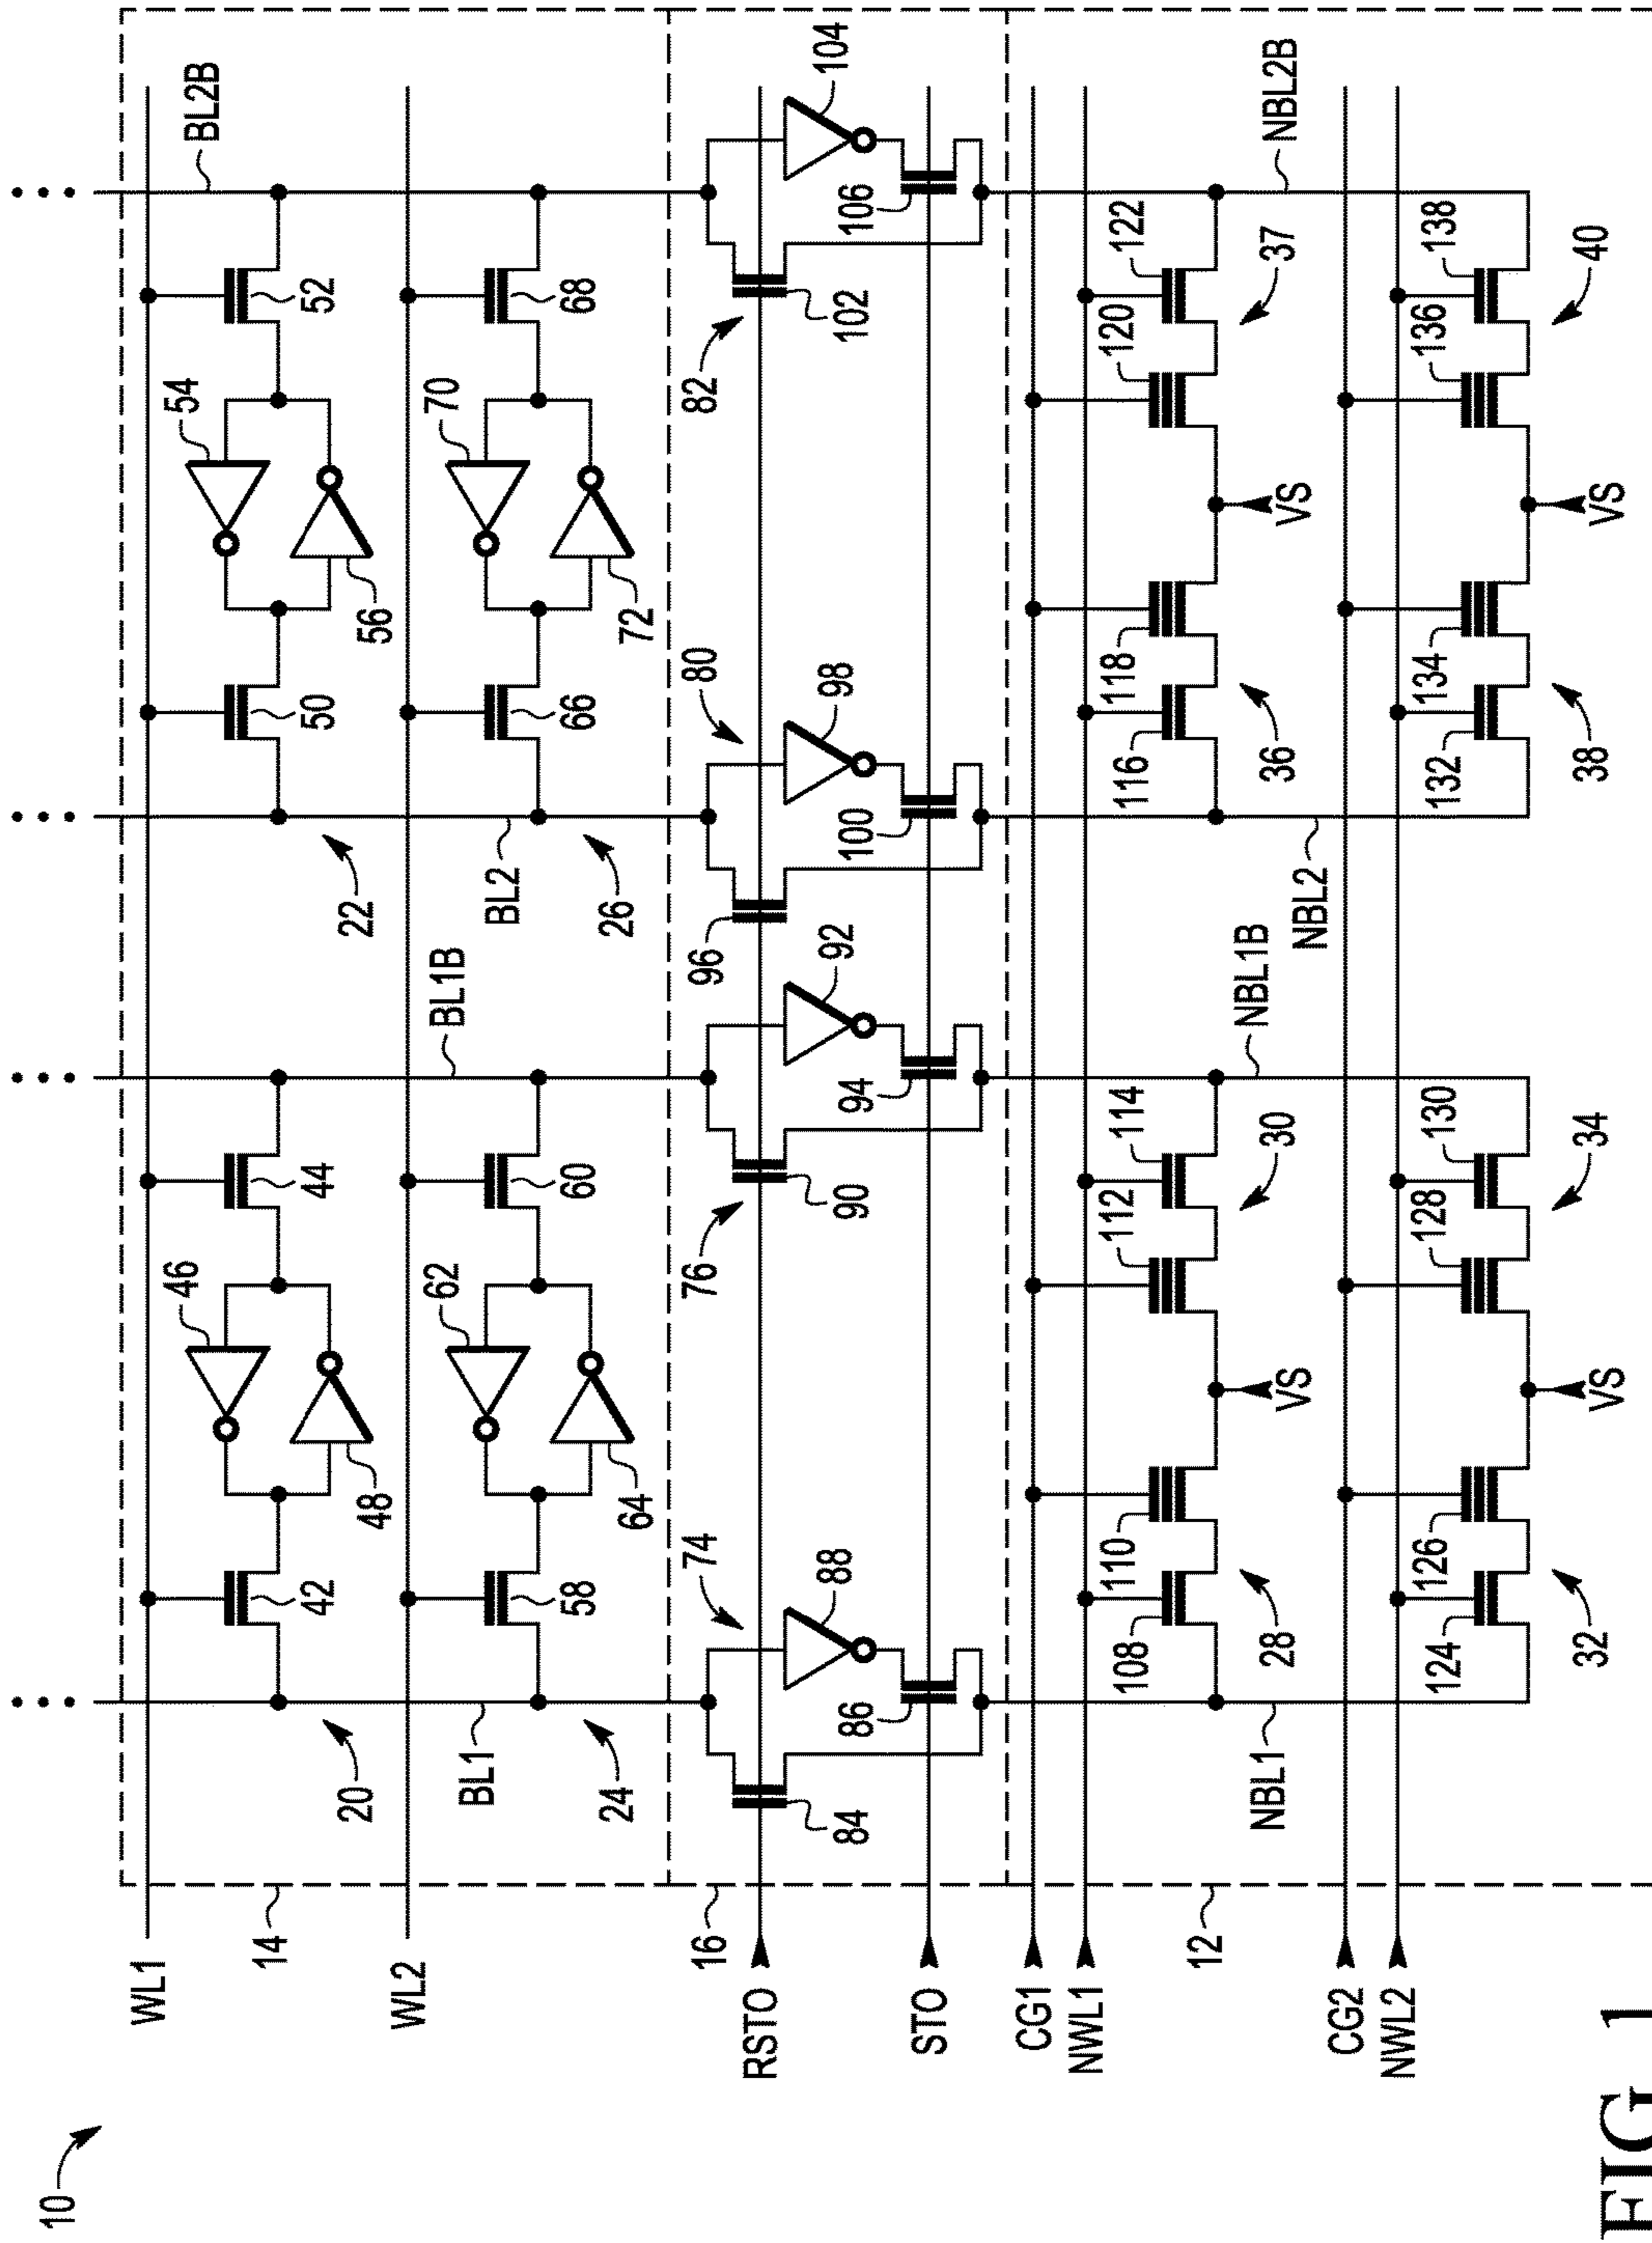 10
WL1
46 54 BL2B
14
42 44 50 52
20 48 22 56
WL2
62 BL1B 70
BL1 BL2
58 60 66 68
24 64 26 72
16 74 76 96 80 82
RSTO
88 92 98 104
84 86 90 94 100 102 106
STO
CG1
NWL1
108 110 112 114 116 118 120 122
12
NBL1 28 VS 30 NBL1B NBL2 36 VS 37 NBL2B
CG2
NWL2
124 126 128 130 132 134 136 138
32 VS 34 38 VS 40
FIG 1